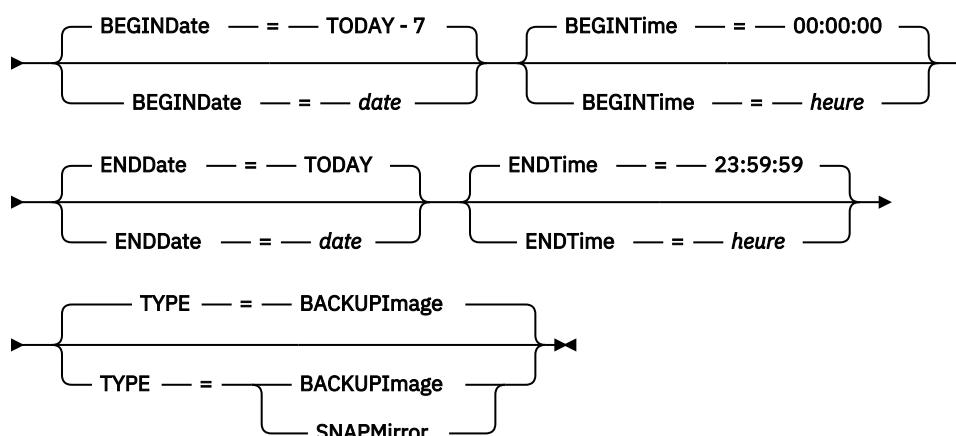 BEGINDate = TODAY - 7 BEGINTime = 00:00:00
BEGINDate = date BEGINTime = heure
ENDDate = TODAY ENDTime = 23:59:59
ENDDate = date ENDTime = heure
TYPE = BACKUPImage
TYPE = BACKUPImage
SNAPMirror